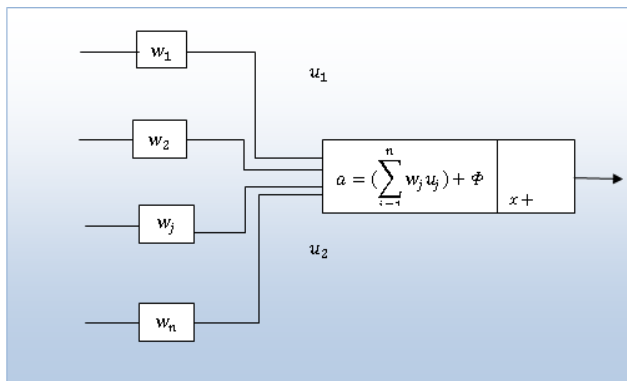 w₁
u₁
w₂
a = (∑ⁿ wⱼuⱼ) + Φ
x +
wⱼ
u₂
wₙ